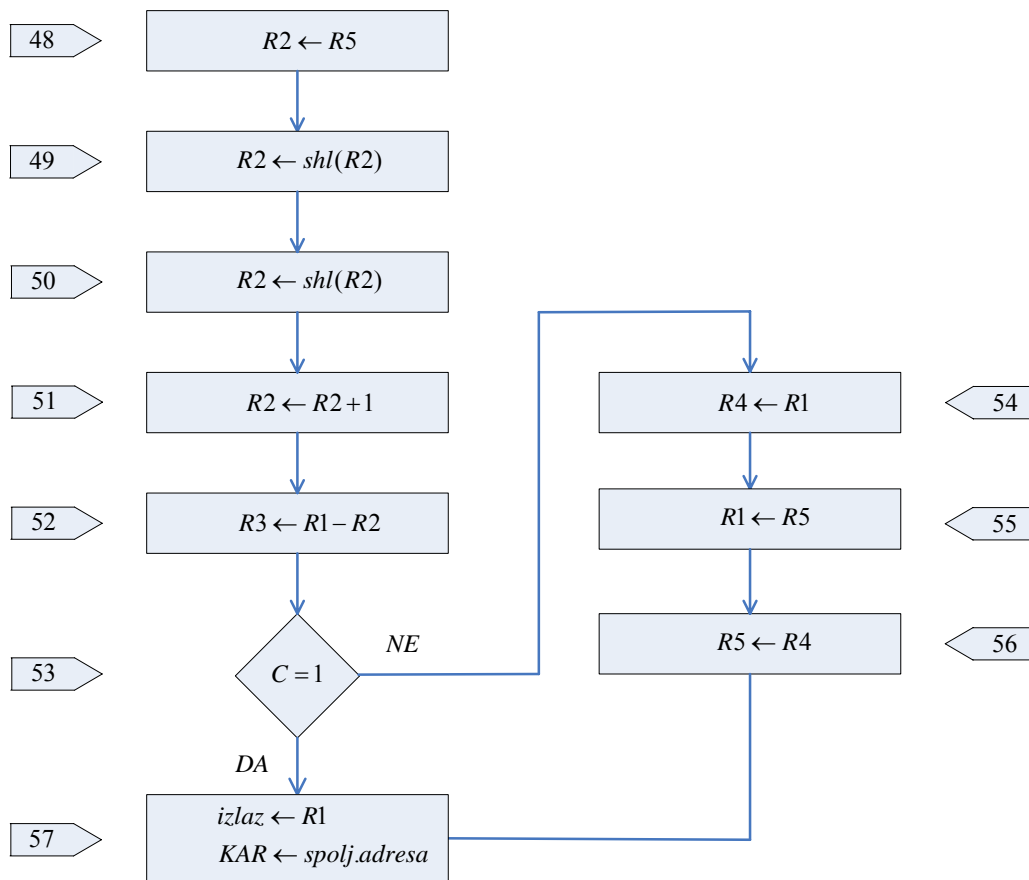 48
R2 ← R5
49
R2 ← shl(R2)
50
R2 ← shl(R2)
51
R2 ← R2 + 1
R4 ← R1
54
52
R3 ← R1 − R2
R1 ← R5
55
53
C = 1
NE
R5 ← R4
56
DA
57
izlaz ← R1
KAR ← spolj.adresa